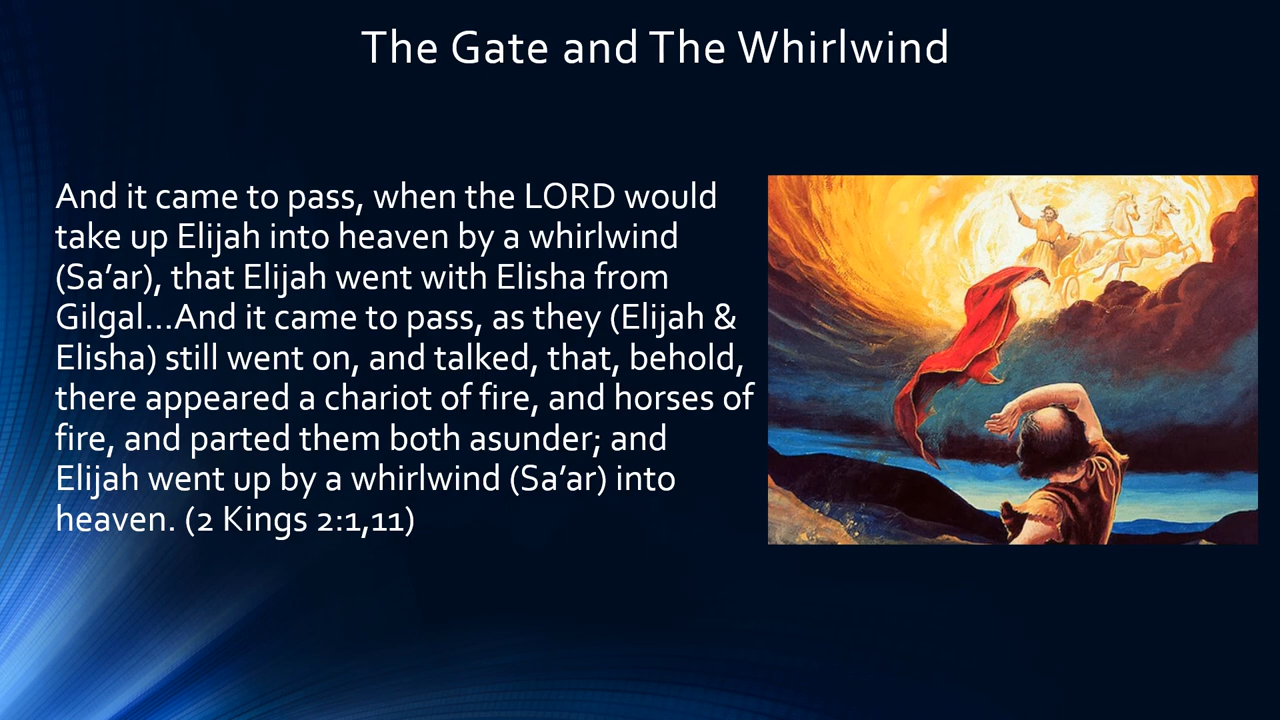 The Gate and The Whirlwind
And it came to pass, when the LORD would
take up Elijah into heaven by a whirlwind
(Sa’ar), that Elijah went with Elisha from
Gilgal…And it came to pass, as they (Elijah &
Elisha) still went on, and talked, that, behold,
there appeared a chariot of fire, and horses of
fire, and parted them both asunder; and
Elijah went up by a whirlwind (Sa’ar) into
heaven. (2 Kings 2:1,11)